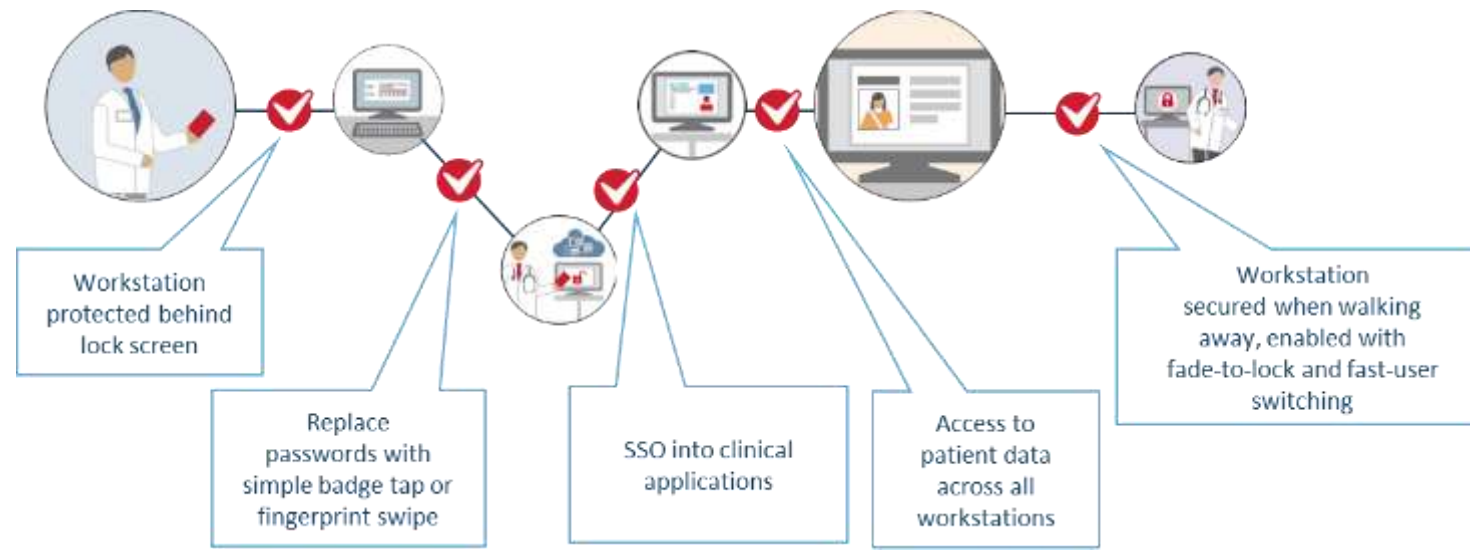 Workstation
protected behind
lock screen
Replace
passwords with
simple badge tap or
fingerprint swipe
SSO into clinical
applications
Access to
patient data
across all
workstations
Workstation
secured when walking
away, enabled with
fade-to-lock and fast-user
switching